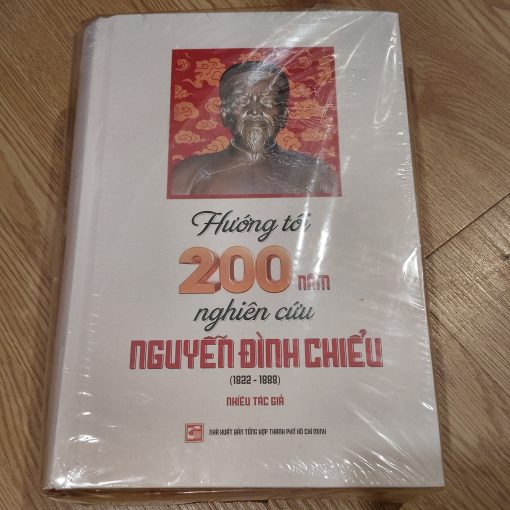 Hướng tới
200 NĂM
nghiên cứu
NGUYỄN ĐÌNH CHIỂU
(1822 - 1888)
NHIỀU TÁC GIẢ
NHÀ XUẤT BẢN TỔNG HỢP THÀNH PHỐ HỒ CHÍ MINH